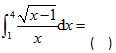 ∫₁⁴ √(x−1)/x dx = ( )